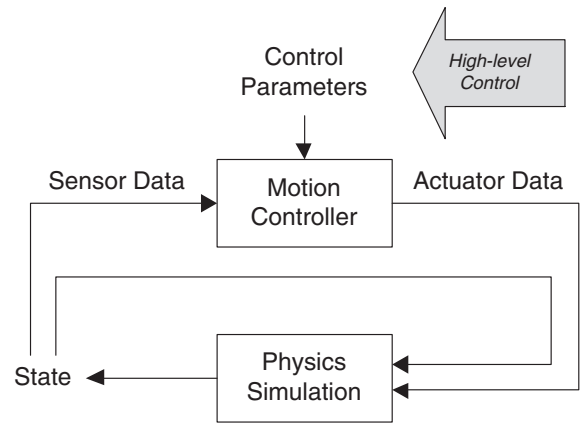 High-level
Control
Control
Parameters
Sensor Data
Motion
Controller
Actuator Data
Physics
Simulation
State